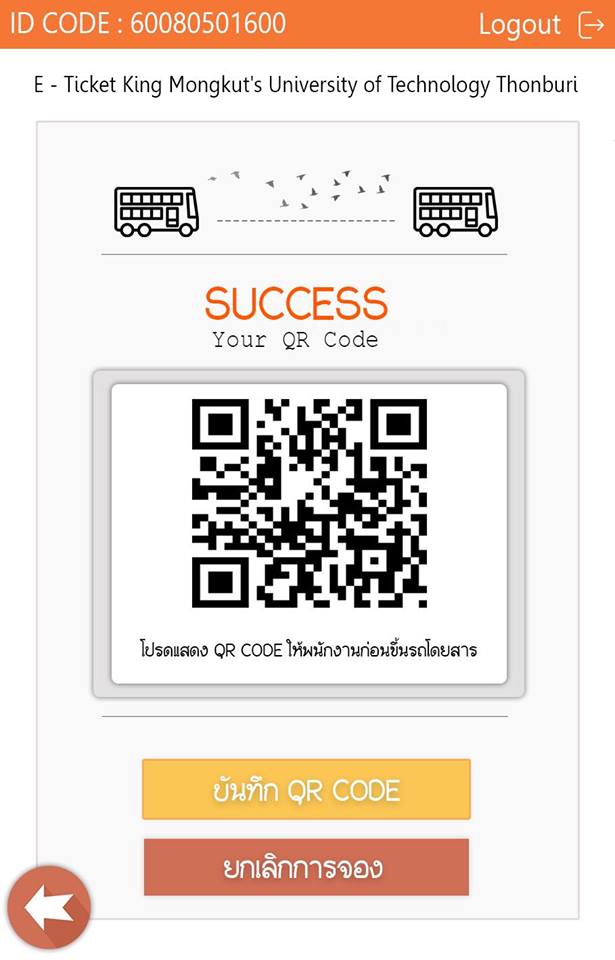 ID CODE : 60080501600
Logout
E - Ticket King Mongkut's University of Technology Thonburi
SUCCESS
Your QR Code
โปรดแสดง QR CODE ให้พนักงานก่อนขึ้นรถโดยสาร
บันทึก QR CODE
ยกเลิกการจอง